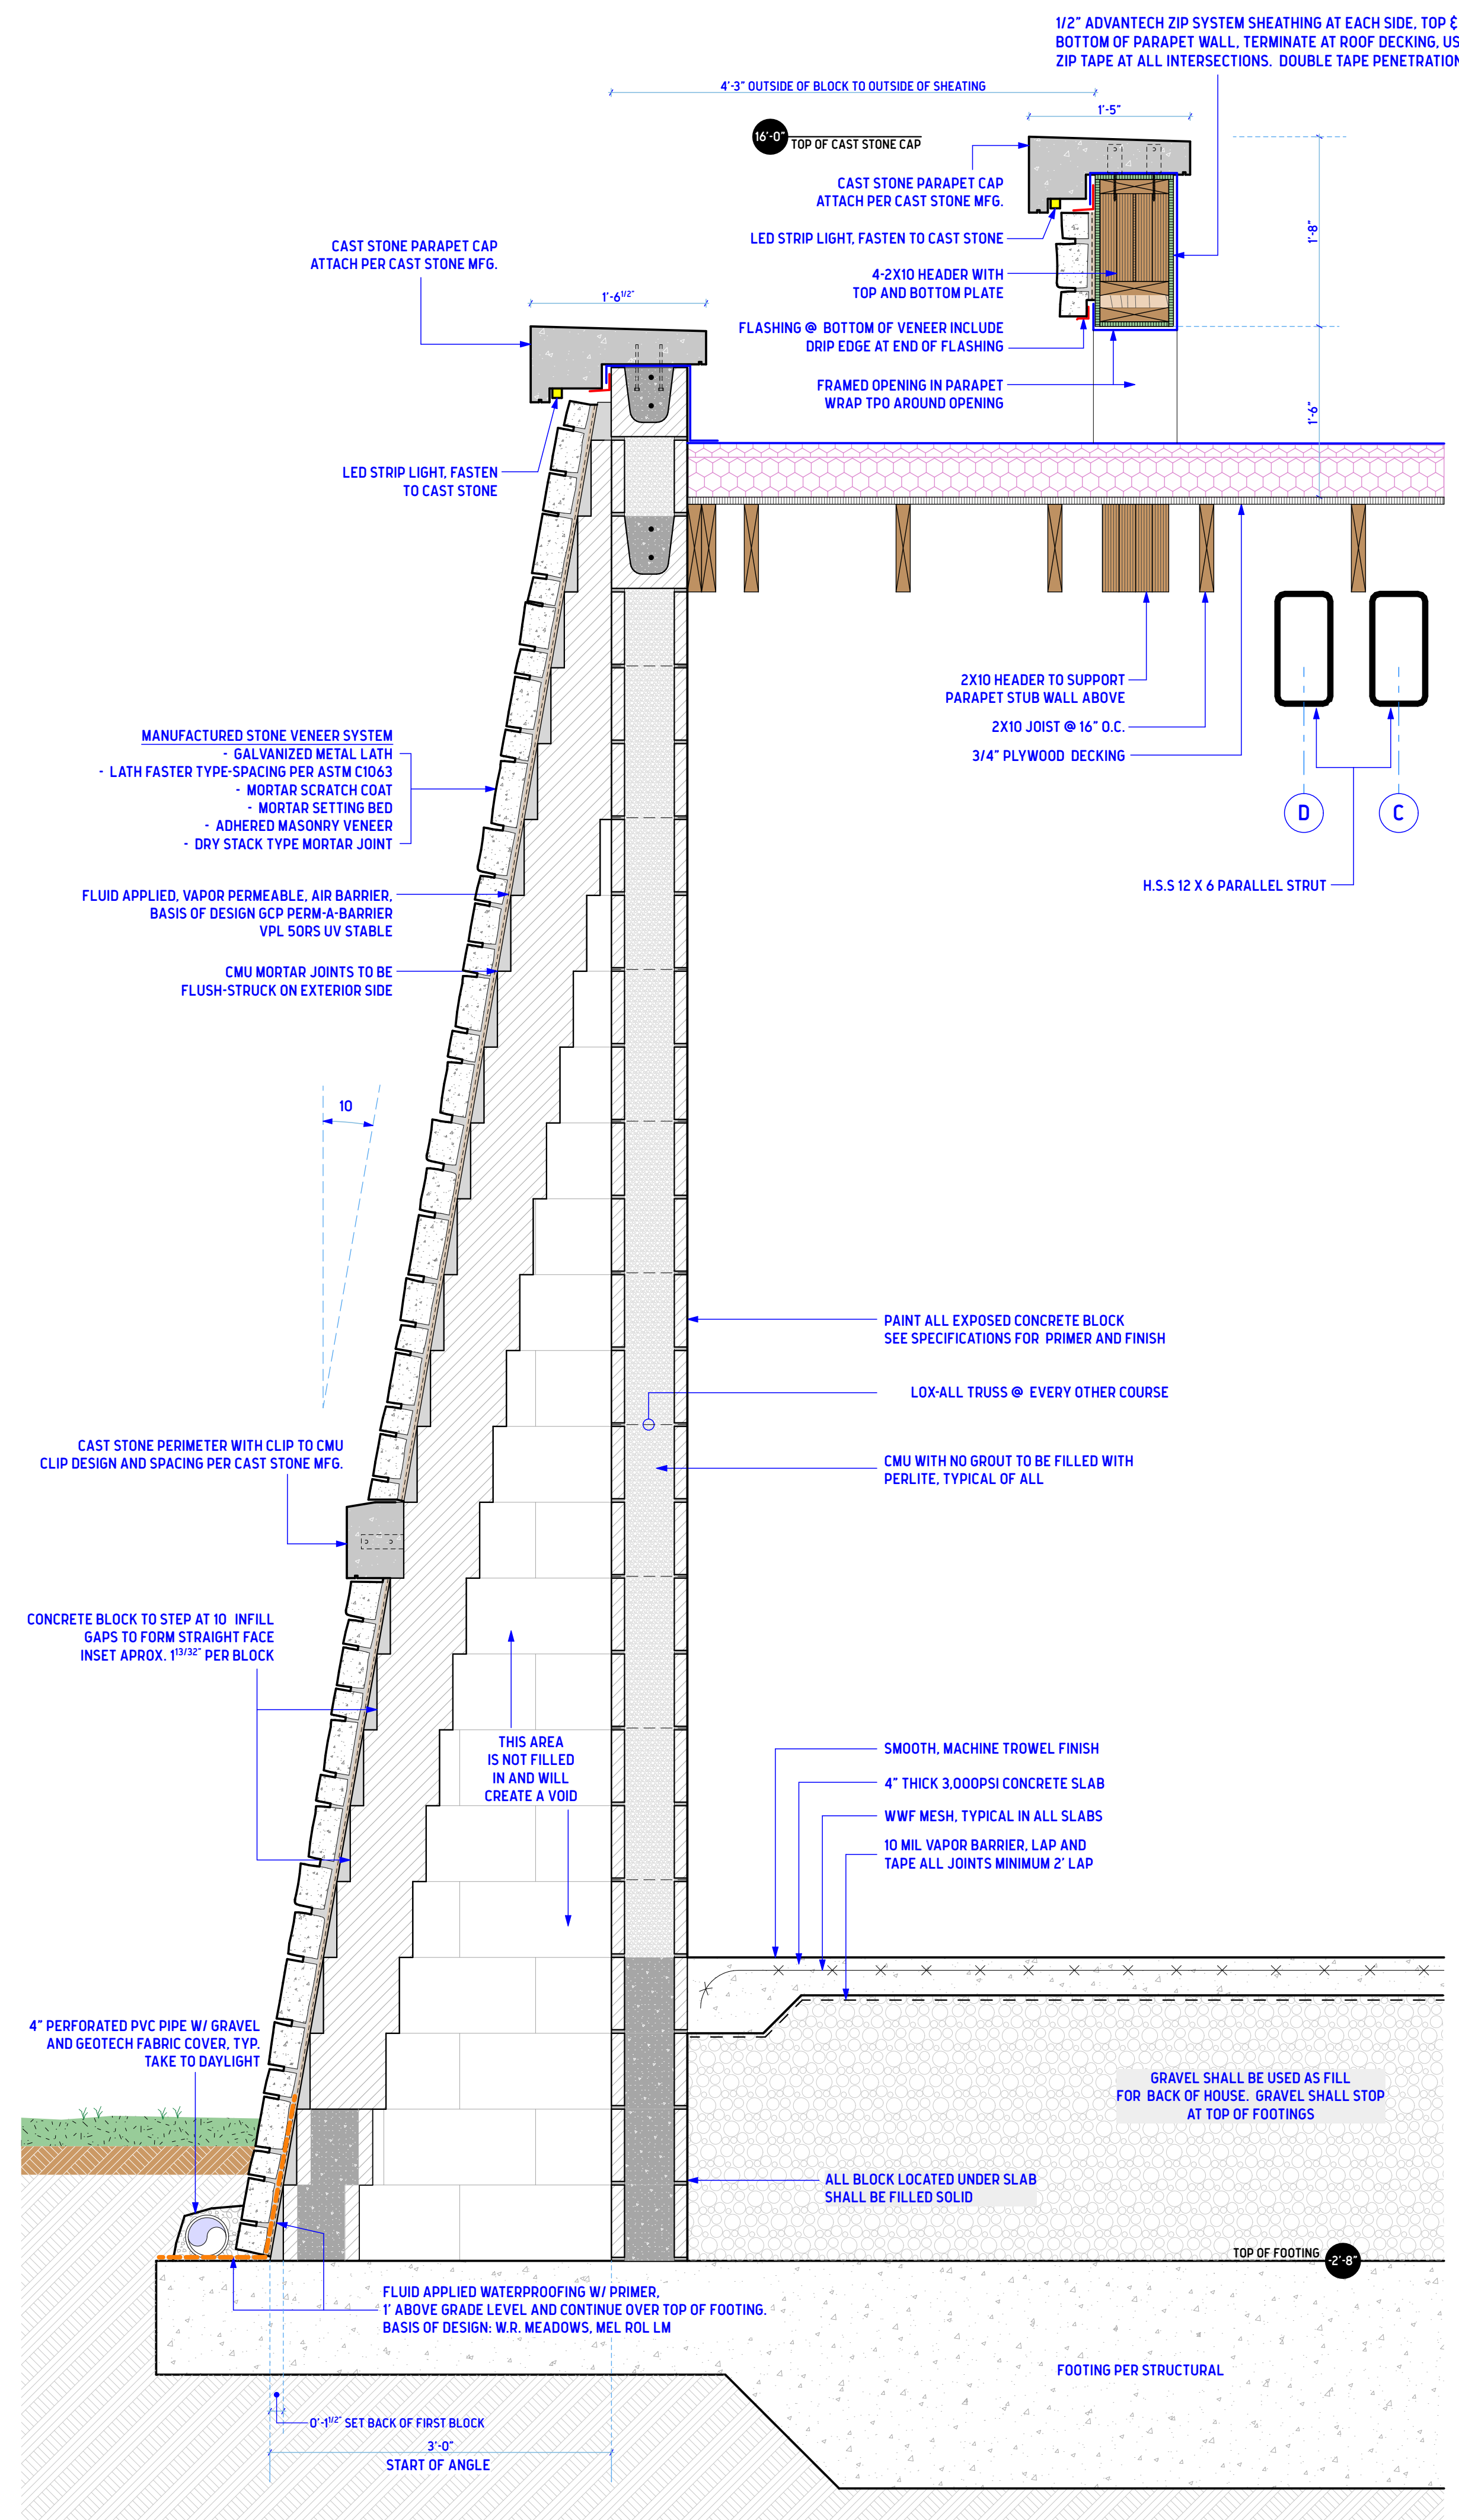 1/2" ADVANTECH ZIP SYSTEM SHEATHING AT EACH SIDE, TOP &
BOTTOM OF PARAPET WALL, TERMINATE AT ROOF DECKING, US
ZIP TAPE AT ALL INTERSECTIONS. DOUBLE TAPE PENETRATION
4'-3" OUTSIDE OF BLOCK TO OUTSIDE OF SHEATING
1'-5"
16'-0"
TOP OF CAST STONE CAP
CAST STONE PARAPET CAP
ATTACH PER CAST STONE MFG.
LED STRIP LIGHT, FASTEN TO CAST STONE
1'-8"
4-2X10 HEADER WITH
TOP AND BOTTOM PLATE
FLASHING @ BOTTOM OF VENEER INCLUDE
DRIP EDGE AT END OF FLASHING
FRAMED OPENING IN PARAPET
WRAP TPO AROUND OPENING
1'-6"
CAST STONE PARAPET CAP
ATTACH PER CAST STONE MFG.
1'-6 1/2"
LED STRIP LIGHT, FASTEN
TO CAST STONE
2X10 HEADER TO SUPPORT
PARAPET STUB WALL ABOVE
2X10 JOIST @ 16" O.C.
3/4" PLYWOOD DECKING
D
C
H.S.S 12 X 6 PARALLEL STRUT
MANUFACTURED STONE VENEER SYSTEM
- GALVANIZED METAL LATH
- LATH FASTER TYPE-SPACING PER ASTM C1063
- MORTAR SCRATCH COAT
- MORTAR SETTING BED
- ADHERED MASONRY VENEER
- DRY STACK TYPE MORTAR JOINT
FLUID APPLIED, VAPOR PERMEABLE, AIR BARRIER,
BASIS OF DESIGN GCP PERM-A-BARRIER
VPL 50RS UV STABLE
CMU MORTAR JOINTS TO BE
FLUSH-STRUCK ON EXTERIOR SIDE
10
PAINT ALL EXPOSED CONCRETE BLOCK
SEE SPECIFICATIONS FOR PRIMER AND FINISH
LOX-ALL TRUSS @ EVERY OTHER COURSE
CMU WITH NO GROUT TO BE FILLED WITH
PERLITE, TYPICAL OF ALL
CAST STONE PERIMETER WITH CLIP TO CMU
CLIP DESIGN AND SPACING PER CAST STONE MFG.
CONCRETE BLOCK TO STEP AT 10 INFILL
GAPS TO FORM STRAIGHT FACE
INSET APROX. 1 13/32" PER BLOCK
THIS AREA
IS NOT FILLED
IN AND WILL
CREATE A VOID
SMOOTH, MACHINE TROWEL FINISH
4" THICK 3,000PSI CONCRETE SLAB
WWF MESH, TYPICAL IN ALL SLABS
10 MIL VAPOR BARRIER, LAP AND
TAPE ALL JOINTS MINIMUM 2' LAP
4" PERFORATED PVC PIPE W/ GRAVEL
AND GEOTECH FABRIC COVER, TYP.
TAKE TO DAYLIGHT
GRAVEL SHALL BE USED AS FILL
FOR BACK OF HOUSE. GRAVEL SHALL STOP
AT TOP OF FOOTINGS
ALL BLOCK LOCATED UNDER SLAB
SHALL BE FILLED SOLID
TOP OF FOOTING
-2'-8"
FLUID APPLIED WATERPROOFING W/ PRIMER,
1' ABOVE GRADE LEVEL AND CONTINUE OVER TOP OF FOOTING.
BASIS OF DESIGN: W.R. MEADOWS, MEL ROL LM
FOOTING PER STRUCTURAL
0'-1 1/2" SET BACK OF FIRST BLOCK
3'-0"
START OF ANGLE